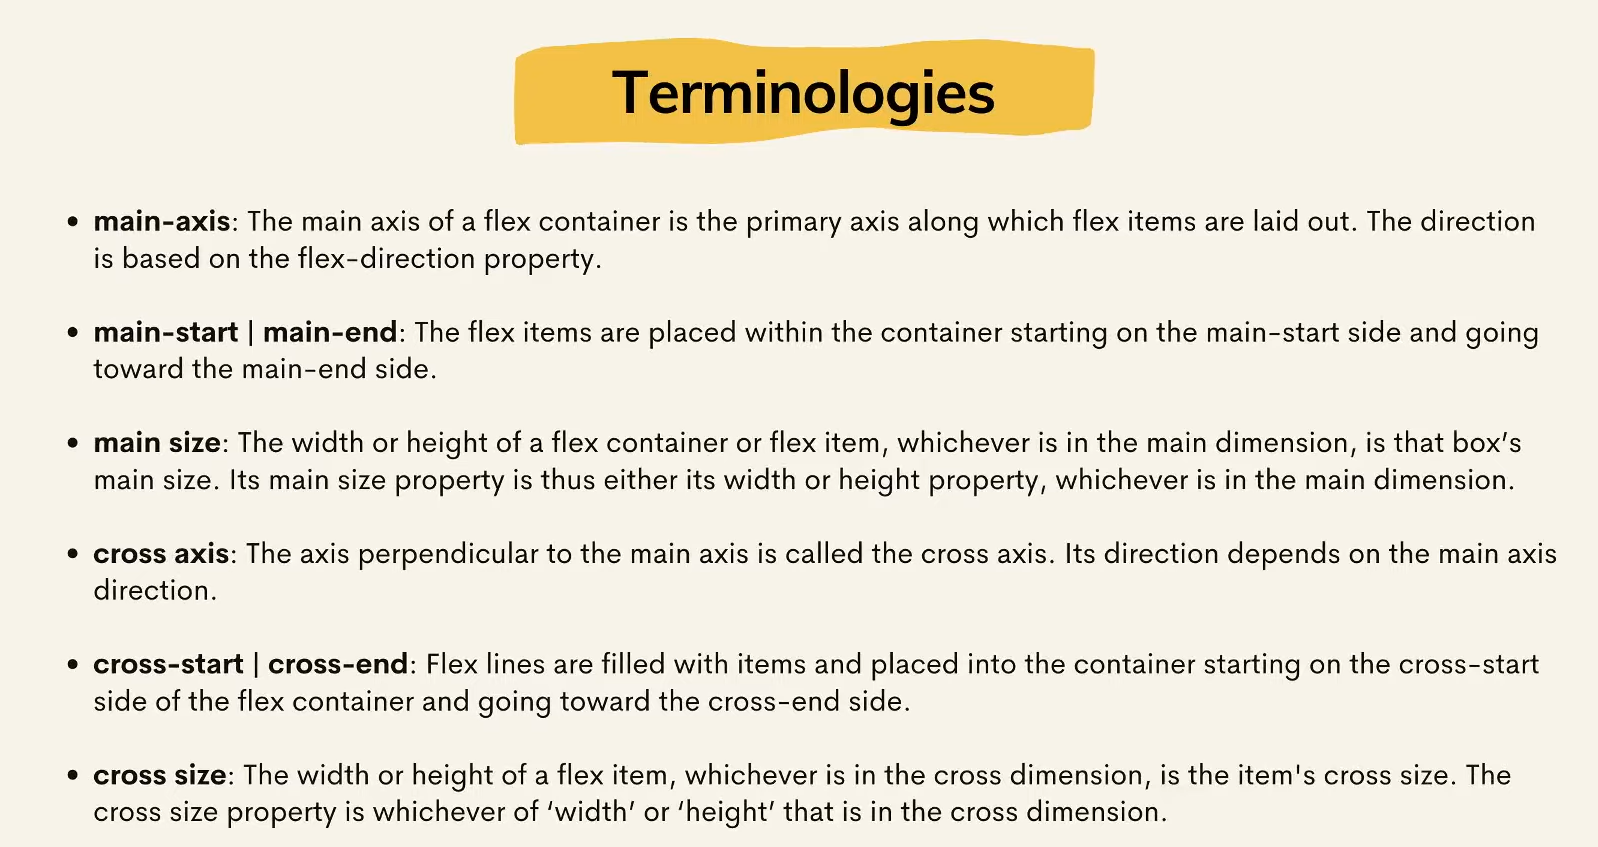 Terminologies
• main-axis: The main axis of a flex container is the primary axis along which flex items are laid out. The direction
is based on the flex-direction property.
• main-start | main-end: The flex items are placed within the container starting on the main-start side and going
toward the main-end side.
• main size: The width or height of a flex container or flex item, whichever is in the main dimension, is that box’s
main size. Its main size property is thus either its width or height property, whichever is in the main dimension.
• cross axis: The axis perpendicular to the main axis is called the cross axis. Its direction depends on the main axis
direction.
• cross-start | cross-end: Flex lines are filled with items and placed into the container starting on the cross-start
side of the flex container and going toward the cross-end side.
• cross size: The width or height of a flex item, whichever is in the cross dimension, is the item's cross size. The
cross size property is whichever of ‘width’ or ‘height’ that is in the cross dimension.